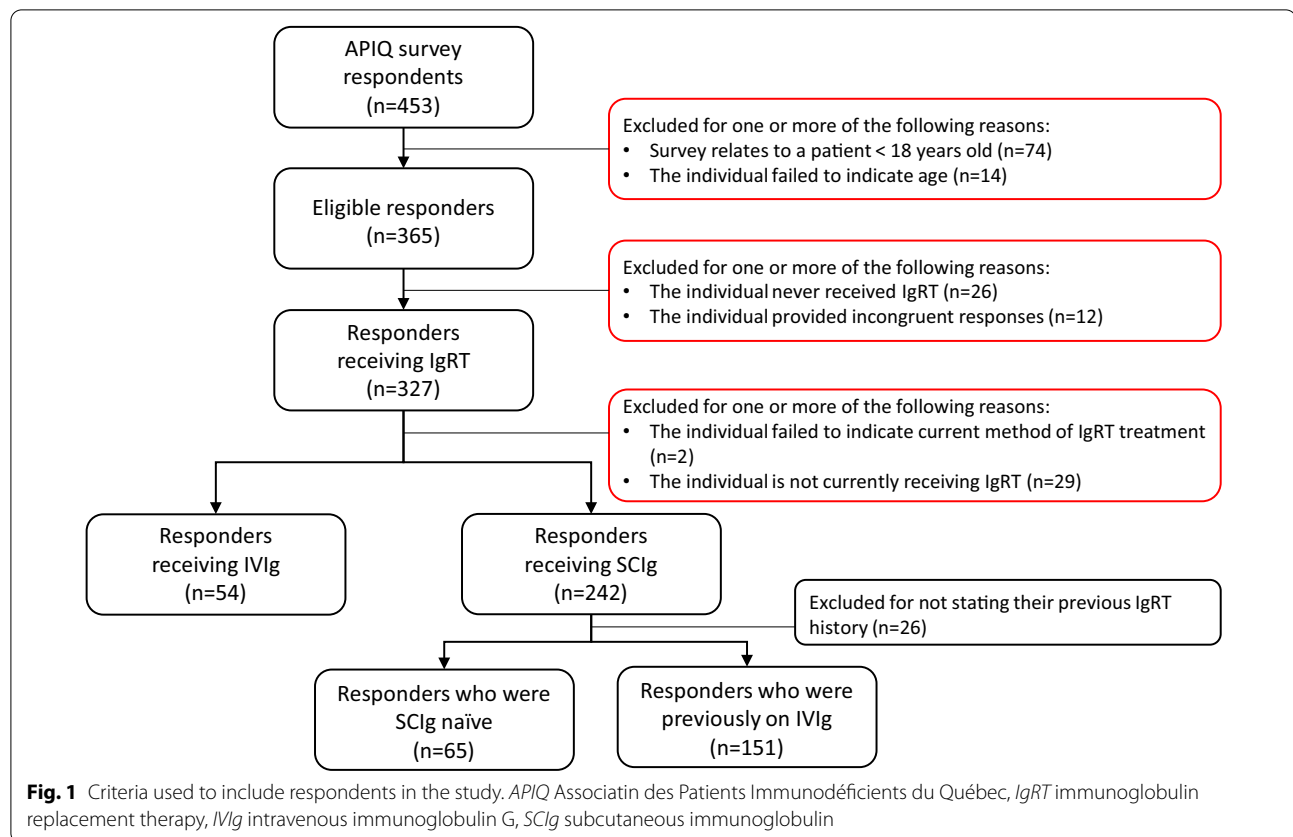 APIQ survey
respondents
(n=453)
Excluded for one or more of the following reasons:
• Survey relates to a patient < 18 years old (n=74)
• The individual failed to indicate age (n=14)
Eligible responders
(n=365)
Excluded for one or more of the following reasons:
• The individual never received IgRT (n=26)
• The individual provided incongruent responses (n=12)
Responders
receiving IgRT
(n=327)
Excluded for one or more of the following reasons:
• The individual failed to indicate current method of IgRT treatment
(n=2)
• The individual is not currently receiving IgRT (n=29)
Responders
receiving IVIg
(n=54)
Responders
receiving SCIg
(n=242)
Excluded for not stating their previous IgRT
history (n=26)
Responders who were
SCIg naïve
(n=65)
Responders who were
previously on IVIg
(n=151)
Fig. 1 Criteria used to include respondents in the study. APIQ Associatin des Patients Immunodéficients du Québec, IgRT immunoglobulin
replacement therapy, IVIg intravenous immunoglobulin G, SCIg subcutaneous immunoglobulin